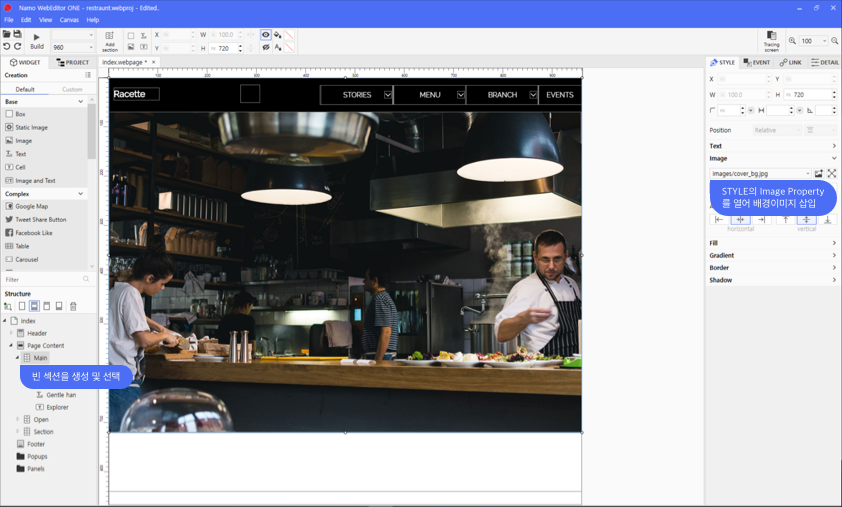 Namo WebEditor ONE - restraunt.webproj - Edited.
File Edit View Canvas Help
Build
960
Add section
X
Y
W 100.0
H 720
Tracing screen
100
WIDGET
PROJECT
index.webpage *
STYLE
EVENT
LINK
DETAIL
Creation
Default
Custom
Base
Box
Static Image
Image
Text
Cell
Image and Text
Complex
Google Map
Tweet Share Button
Facebook Like
Table
Carousel
Filter
Structure
index
Header
Page Content
Main
빈 섹션을 생성 및 선택
Gentle han
Explorer
Open
Section
Footer
Popups
Panels
Racette
STORIES
MENU
BRANCH
EVENTS
X
Y
W 100.0
H 720
Position
Relative
Text
Image
images/cover_bg.jpg
STYLE의 Image Property
를 열어 배경이미지 삽입
horizontal
vertical
Fill
Gradient
Border
Shadow